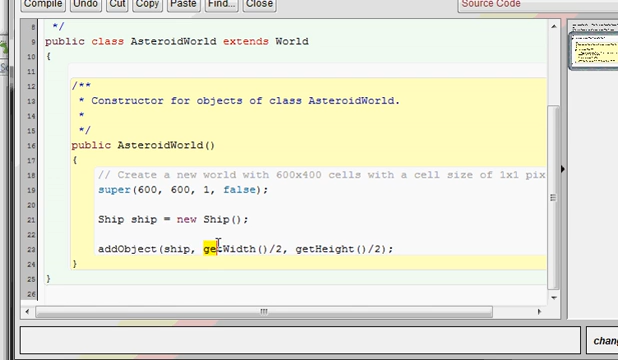 Compile Undo Cut Copy Paste Find... Close Source Code
8 */
9 public class AsteroidWorld extends World
10 {
11
12 /**
13 * Constructor for objects of class AsteroidWorld.
14 *
15 */
16 public AsteroidWorld()
17 {
18 // Create a new world with 600x400 cells with a cell size of 1x1 pix
19 super(600, 600, 1, false);
20
21 Ship ship = new Ship();
22
23 addObject(ship, getWidth()/2, getHeight()/2);
24 }
25 }
26
chan